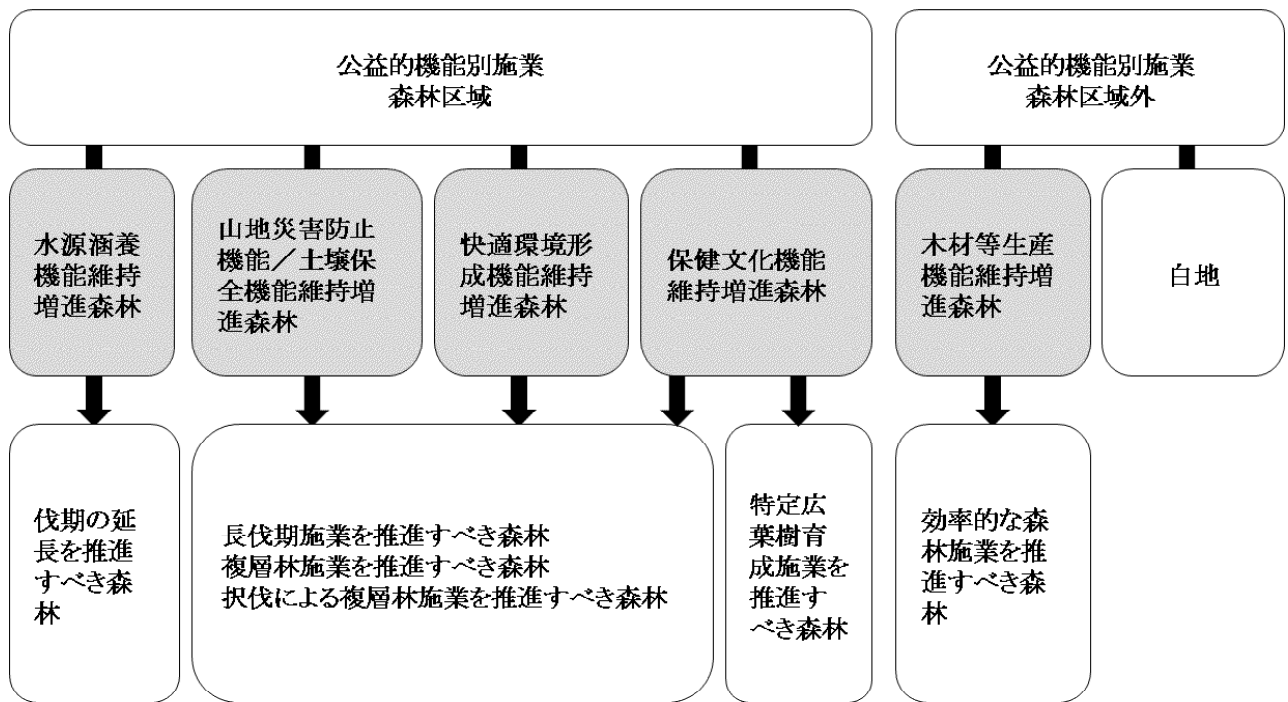 公益的機能別施業
森林区域
公益的機能別施業
森林区域外
水源涵養
機能維持
増進森林
山地災害防止
機能／土壌保
全機能維持増
進森林
快適環境形
成機能維持
増進森林
保健文化機能
維持増進森林
木材等生産
機能維持増
進森林
白地
伐期の延
長を推進
すべき森
林
長伐期施業を推進すべき森林
複層林施業を推進すべき森林
択伐による複層林施業を推進すべき森林
特定広
葉樹育
成施業を
推進す
べき森林
効率的な森
林施業を推
進すべき森
林